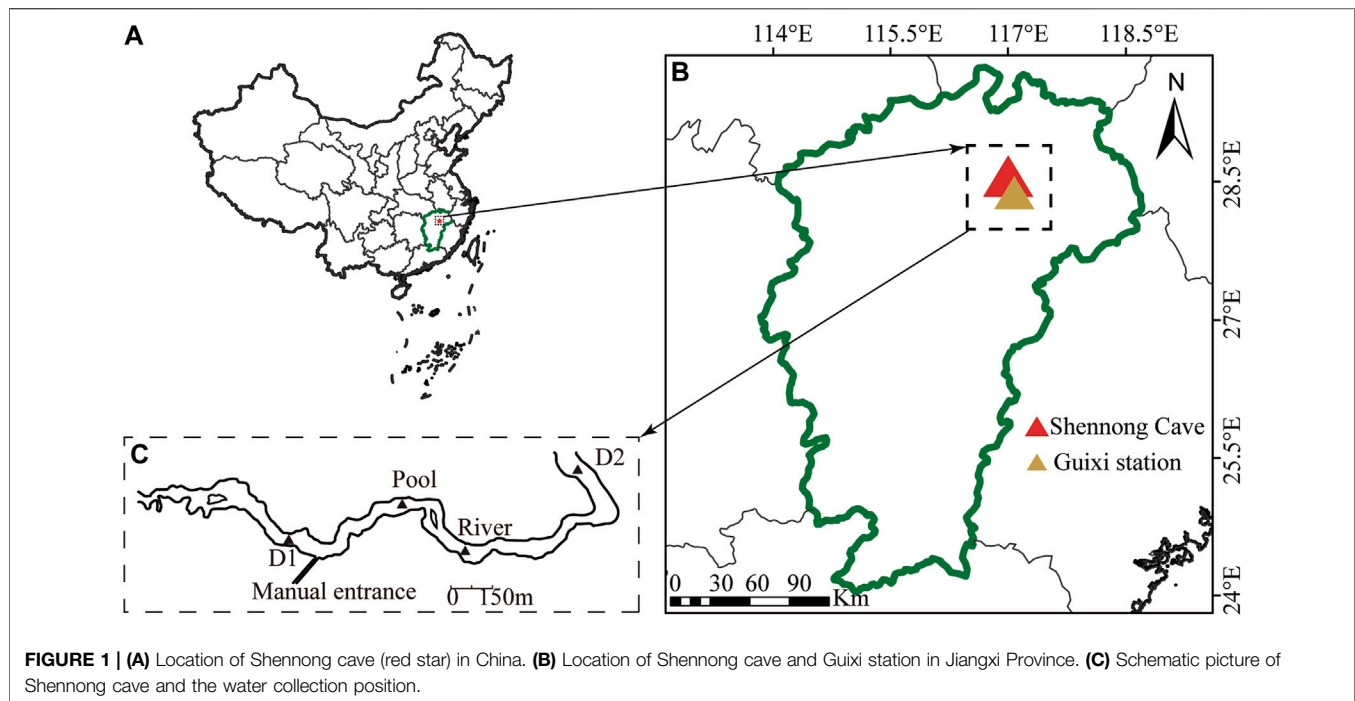 A
114°E 115.5°E 117°E 118.5°E
B
N
28.5°E
27°E
25.5°E
24°E
Shennong Cave
Guixi station
0 30 60 90
Km
C
D2
Pool
River
D1
Manual entrance
0 150m
FIGURE 1 | (A) Location of Shennong cave (red star) in China. (B) Location of Shennong cave and Guixi station in Jiangxi Province. (C) Schematic picture of
Shennong cave and the water collection position.